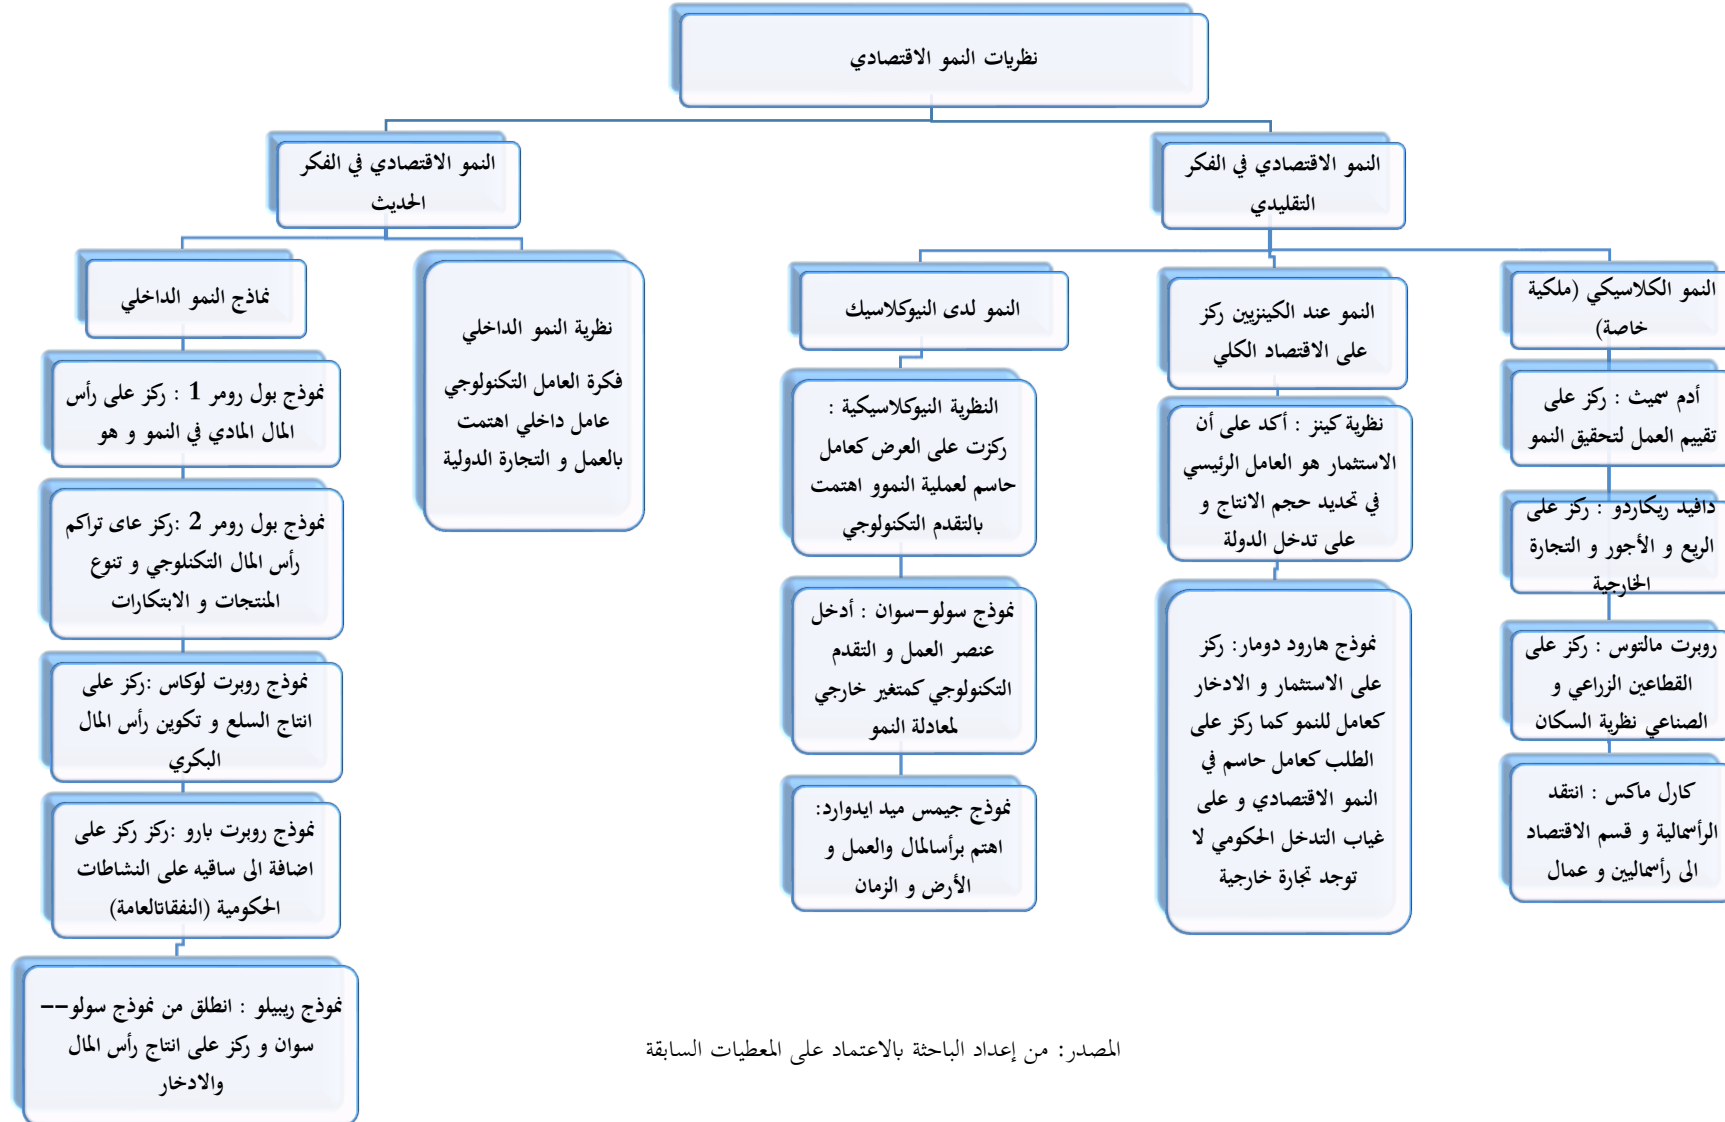 نظريات النمو الاقتصادي
النمو الاقتصادي في الفكر
التقليدي
النمو الاقتصادي في الفكر
الحديث
النمو الكلاسيكي (ملكية
خاصة)
أدم سميث : ركز على
تقييم العمل لتحقيق النمو
دافيد ريكاردو : ركز على
الريع و الأجور و التجارة
الخارجية
روبرت مالتوس : ركز على
القطاعين الزراعي و
الصناعي نظرية السكان
كارل ماكس : انتقد
الرأسمالية و قسم الاقتصاد
الى رأسماليين و عمال
النمو عند الكينزيين ركز
على الاقتصاد الكلي
نظرية كينز : أكد على أن
الاستثمار هو العامل الرئيسي
في تحديد حجم الانتاج و
على تدخل الدولة
نموذج هارود دومار: ركز
على الاستثمار و الادخار
كعامل للنمو كما ركز على
الطلب كعامل حاسم في
النمو الاقتصادي و على
غياب التدخل الحكومي لا
توجد تجارة خارجية
النمو لدى النيوكلاسيك
النظرية النيوكلاسيكية :
ركزت على العرض كعامل
حاسم لعملية النموو اهتمت
بالتقدم التكنولوجي
نموذج سولو-سوان : أدخل
عنصر العمل و التقدم
التكنولوجي كمتغير خارجي
لمعادلة النمو
نموذج جيمس ميد ايدوارد:
اهتم برأسالمال والعمل و
الأرض و الزمان
نظرية النمو الداخلي
فكرة العامل التكنولوجي
عامل داخلي اهتمت
بالعمل و التجارة الدولية
نماذج النمو الداخلي
نموذج بول رومر 1 : ركز على رأس
المال المادي في النمو و هو
نموذج بول رومر 2 :ركز عاى تراكم
رأس المال التكنلوجي و تنوع
المنتجات و الابتكارات
نموذج روبرت لوكاس :ركز على
انتاج السلع و تكوين رأس المال
البكري
نموذج روبرت بارو :ركز ركز على
اضافة الى ساقيه على النشاطات
الحكومية (النفقاتالعامة)
نموذج ريبيلو : انطلق من نموذج سولو--
سوان و ركز على انتاج رأس المال
والادخار
المصدر: من إعداد الباحثة بالاعتماد على المعطيات السابقة